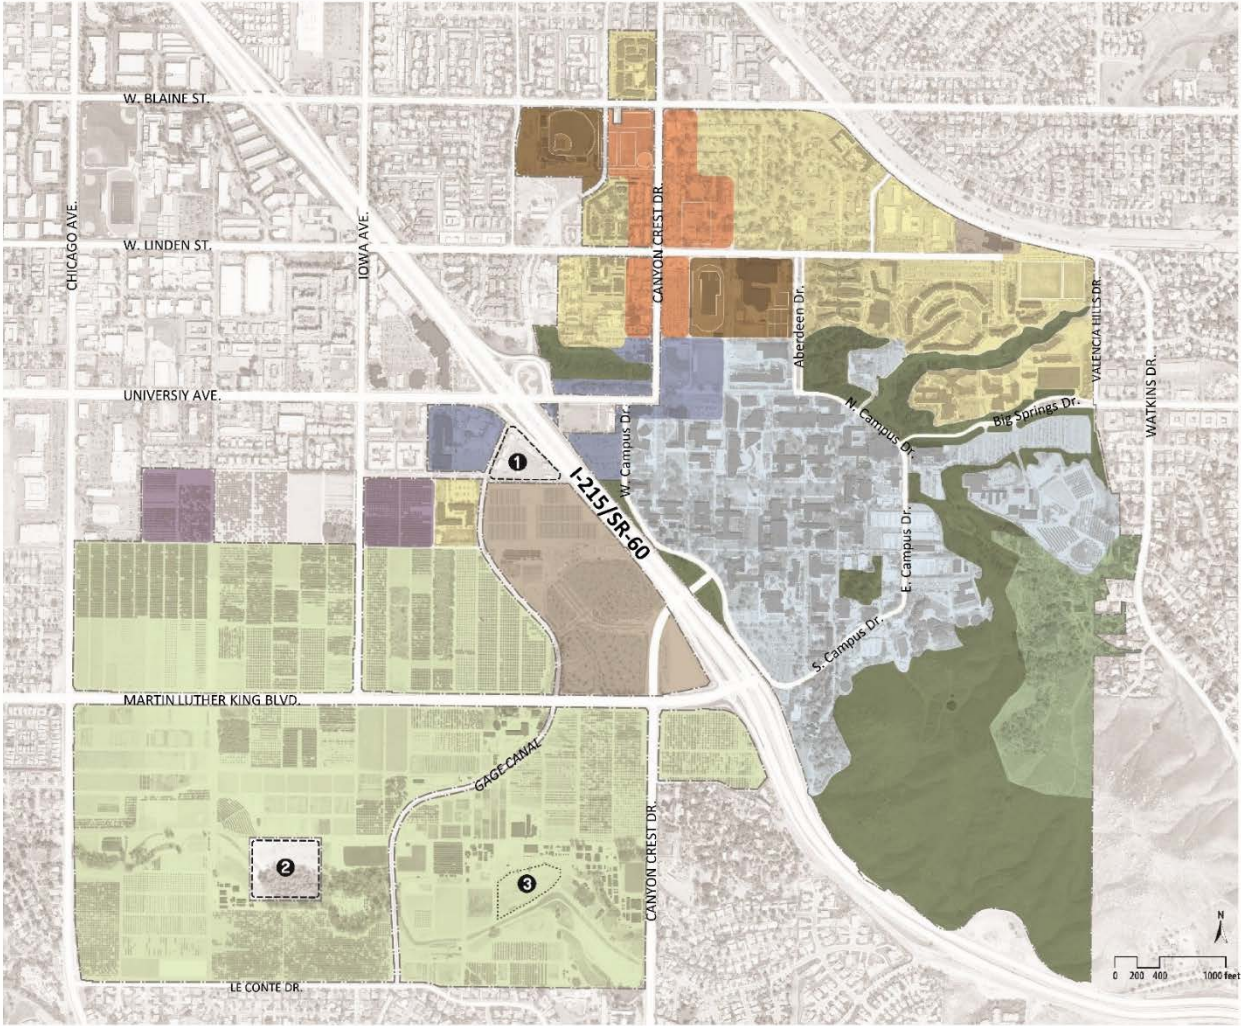 W. BLAINE ST.
CHICAGO AVE.
IOWA AVE.
CANYON CREST DR.
W. LINDEN ST.
Aberdeen Dr.
VALENCIA HILLS DR.
WATKINS DR.
UNIVERSIY AVE.
W. Campus Dr.
N. Campus Dr.
Big Springs Dr.
1
I-215/SR-60
E. Campus Dr.
S. Campus Dr.
MARTIN LUTHER KING BLVD.
GAGE CANAL
CANYON CREST DR.
2
3
LE CONTE DR.
N
0 200 400 1000 feet